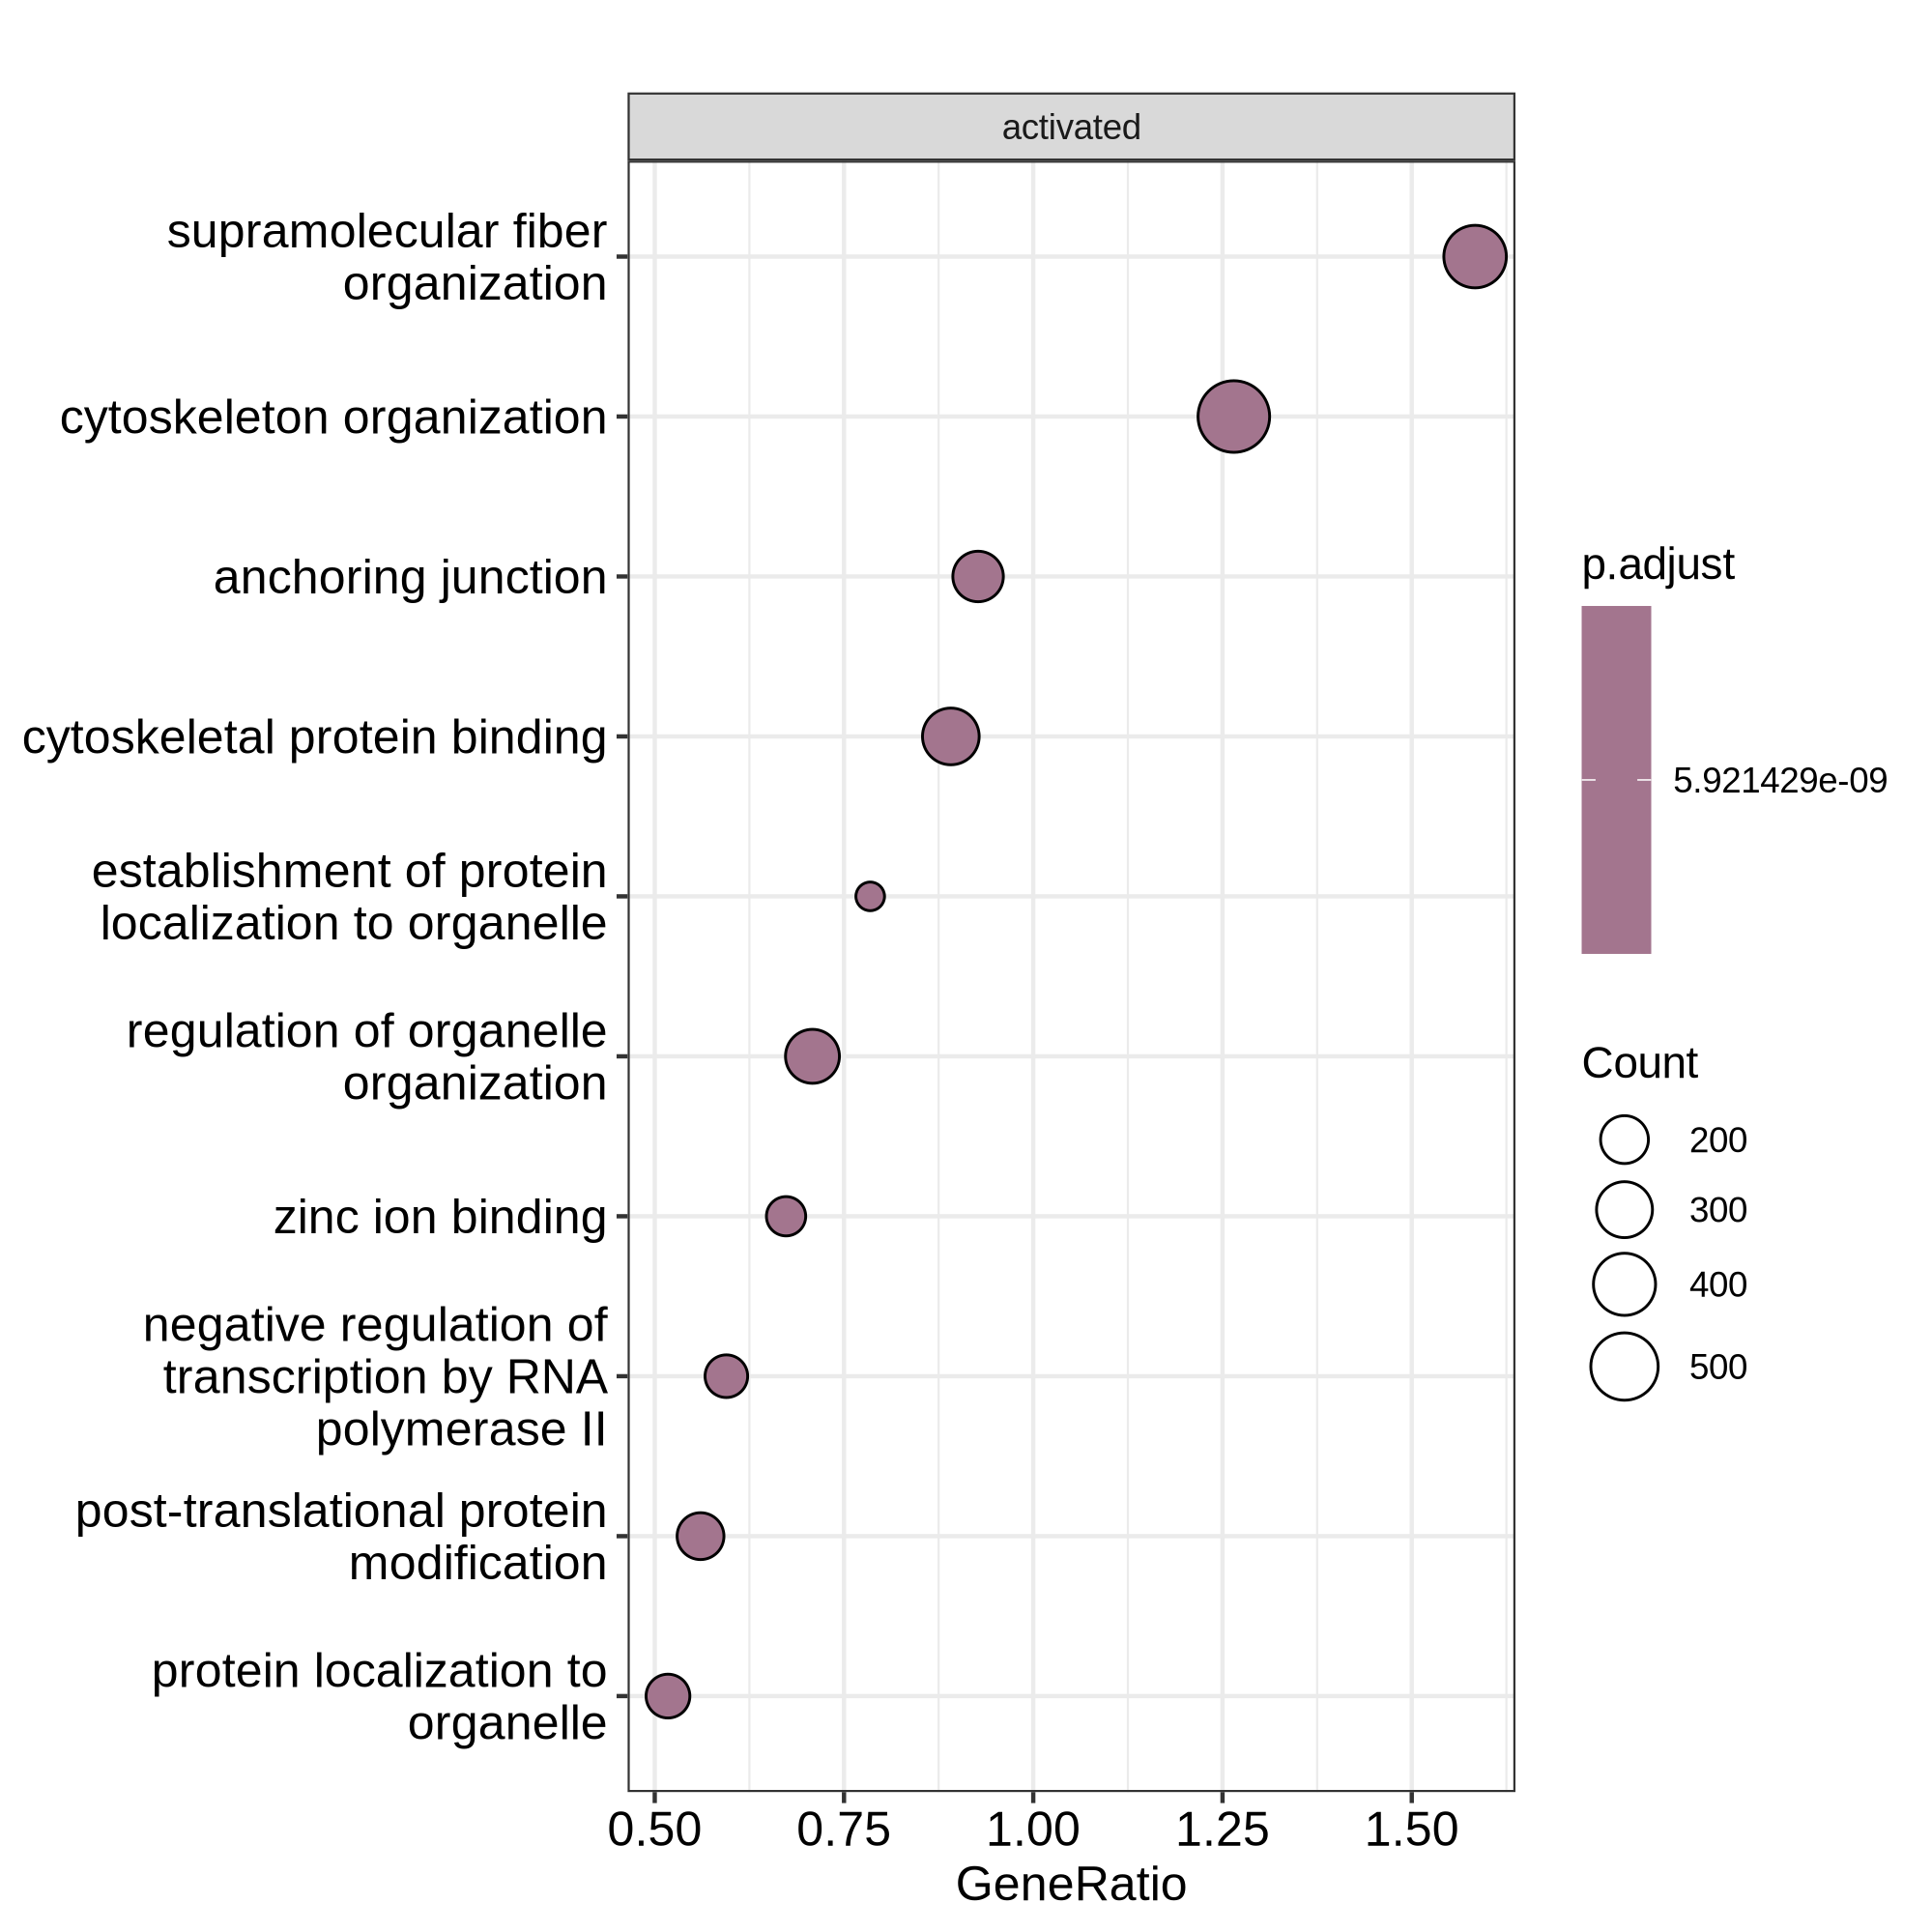 activated
supramolecular fiber
organization
cytoskeleton organization
anchoring junction
cytoskeletal protein binding
establishment of protein
localization to organelle
regulation of organelle
organization
zinc ion binding
negative regulation of
transcription by RNA
polymerase II
post-translational protein
modification
protein localization to
organelle
0.50 0.75 1.00 1.25 1.50
GeneRatio
p.adjust
5.921429e-09
Count
200
300
400
500